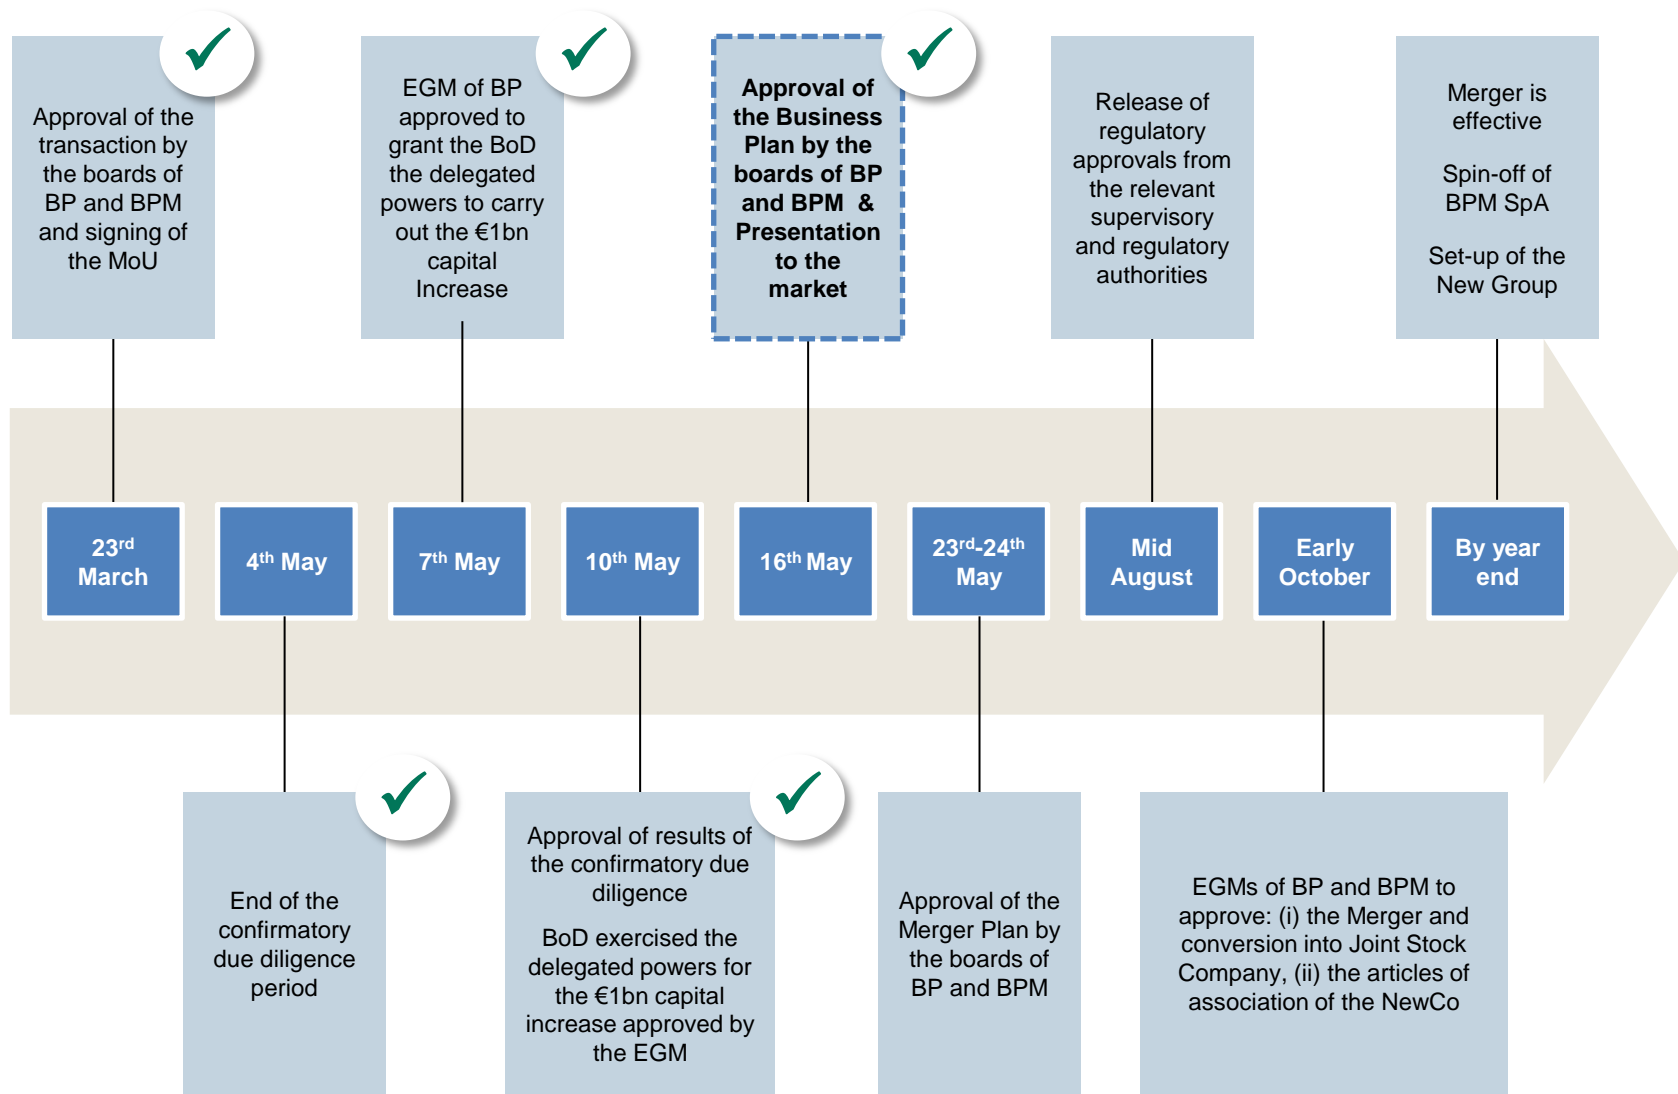 Approval of the
transaction by
the boards of
BP and BPM
and signing of
the MoU
EGM of BP
approved to
grant the BoD
the delegated
powers to carry
out the €1bn
capital
Increase
Approval of
the Business
Plan by the
boards of BP
and BPM &
Presentation
to the
market
Release of
regulatory
approvals from
the relevant
supervisory
and regulatory
authorities
Merger is
effective
Spin-off of
BPM SpA
Set-up of the
New Group
23rd
March
4th May
7th May
10th May
16th May
23rd-24th
May
Mid
August
Early
October
By year
end
End of the
confirmatory
due diligence
period
Approval of results of
the confirmatory due
diligence
BoD exercised the
delegated powers for
the €1bn capital
increase approved by
the EGM
Approval of the
Merger Plan by
the boards of
BP and BPM
EGMs of BP and BPM to
approve: (i) the Merger and
conversion into Joint Stock
Company, (ii) the articles of
association of the NewCo